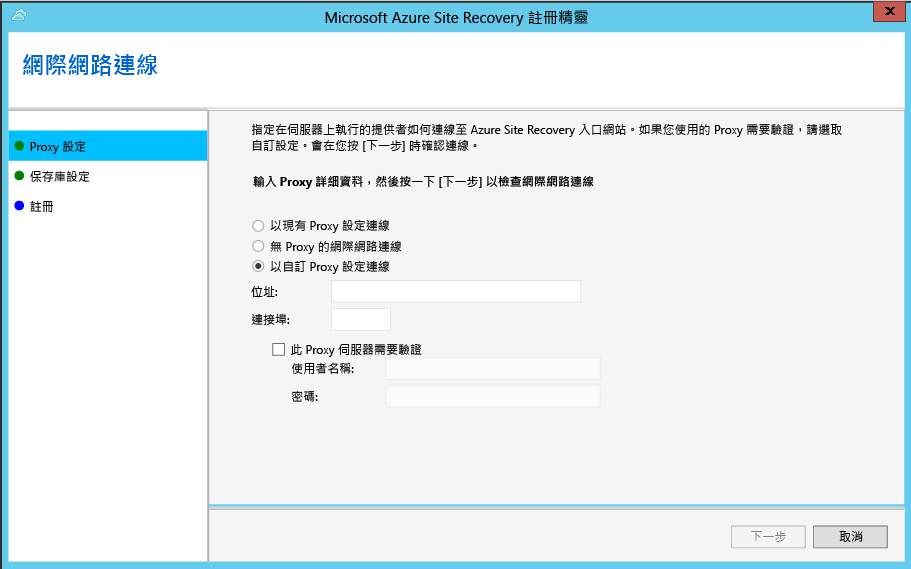 Microsoft Azure Site Recovery 註冊精靈
網際網路連線
Proxy 設定
保存庫設定
註冊
指定在伺服器上執行的提供者如何連線至 Azure Site Recovery 入口網站。如果您使用的 Proxy 需要驗證，請選取
自訂設定。會在您按 [下一步] 時確認連線。
輸入 Proxy 詳細資料，然後按一下 [下一步] 以檢查網際網路連線
以現有 Proxy 設定連線
無 Proxy 的網際網路連線
以自訂 Proxy 設定連線
位址:
連接埠:
此 Proxy 伺服器需要驗證
使用者名稱:
密碼:
下一步
取消